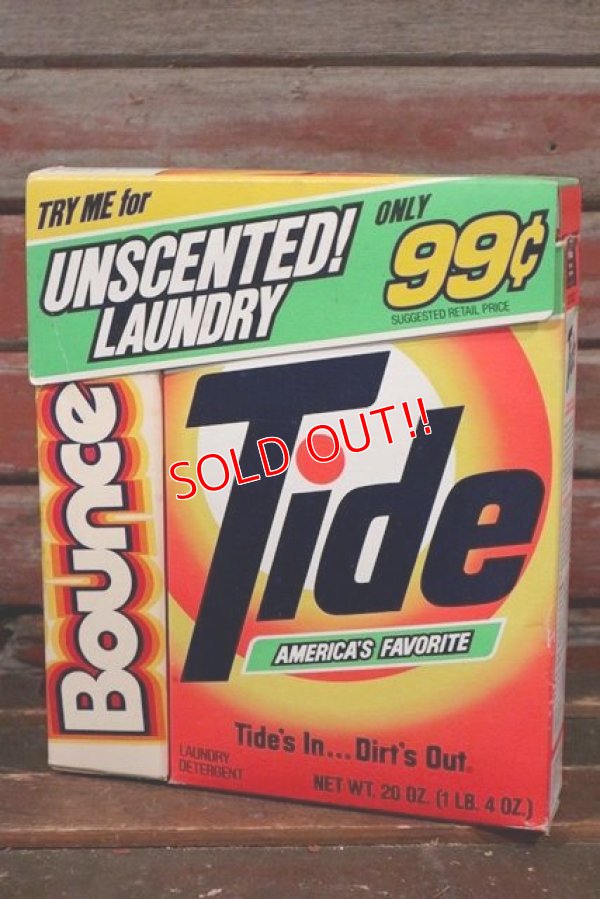 TRY ME for
UNSCENTED!
LAUNDRY
ONLY
99¢
SUGGESTED RETAIL PRICE
Bounce
Tide
SOLD OUT!!
AMERICA'S FAVORITE
Tide's In...Dirt's Out.
LAUNDRY
DETERGENT
NET WT. 20 OZ. (1 LB. 4 OZ.)